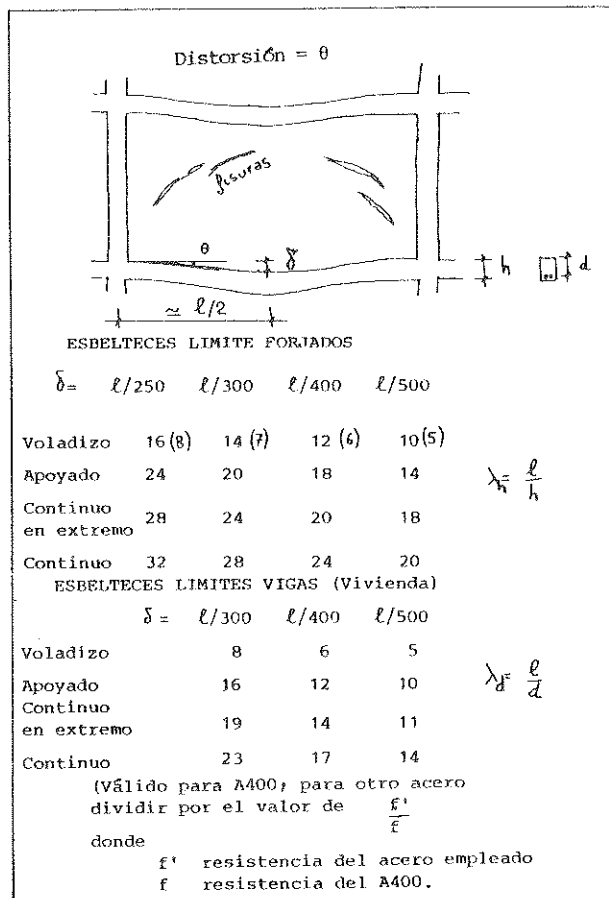 Distorsión = θ
fisuras
θ
δ
h
d
≃ ℓ/2
ESBELTECES LIMITE FORJADOS
δ= ℓ/250 ℓ/300 ℓ/400 ℓ/500
Voladizo 16(8) 14(7) 12(6) 10(5)
Apoyado 24 20 18 14
λh= ℓ/h
Continuo
en extremo 28 24 20 18
Continuo 32 28 24 20
ESBELTECES LIMITES VIGAS (Vivienda)
δ = ℓ/300 ℓ/400 ℓ/500
Voladizo 8 6 5
λd= ℓ/d
Apoyado 16 12 10
Continuo
en extremo 19 14 11
Continuo 23 17 14
(Válido para A400; para otro acero
dividir por el valor de f'/f
donde
f' resistencia del acero empleado
f resistencia del A400.